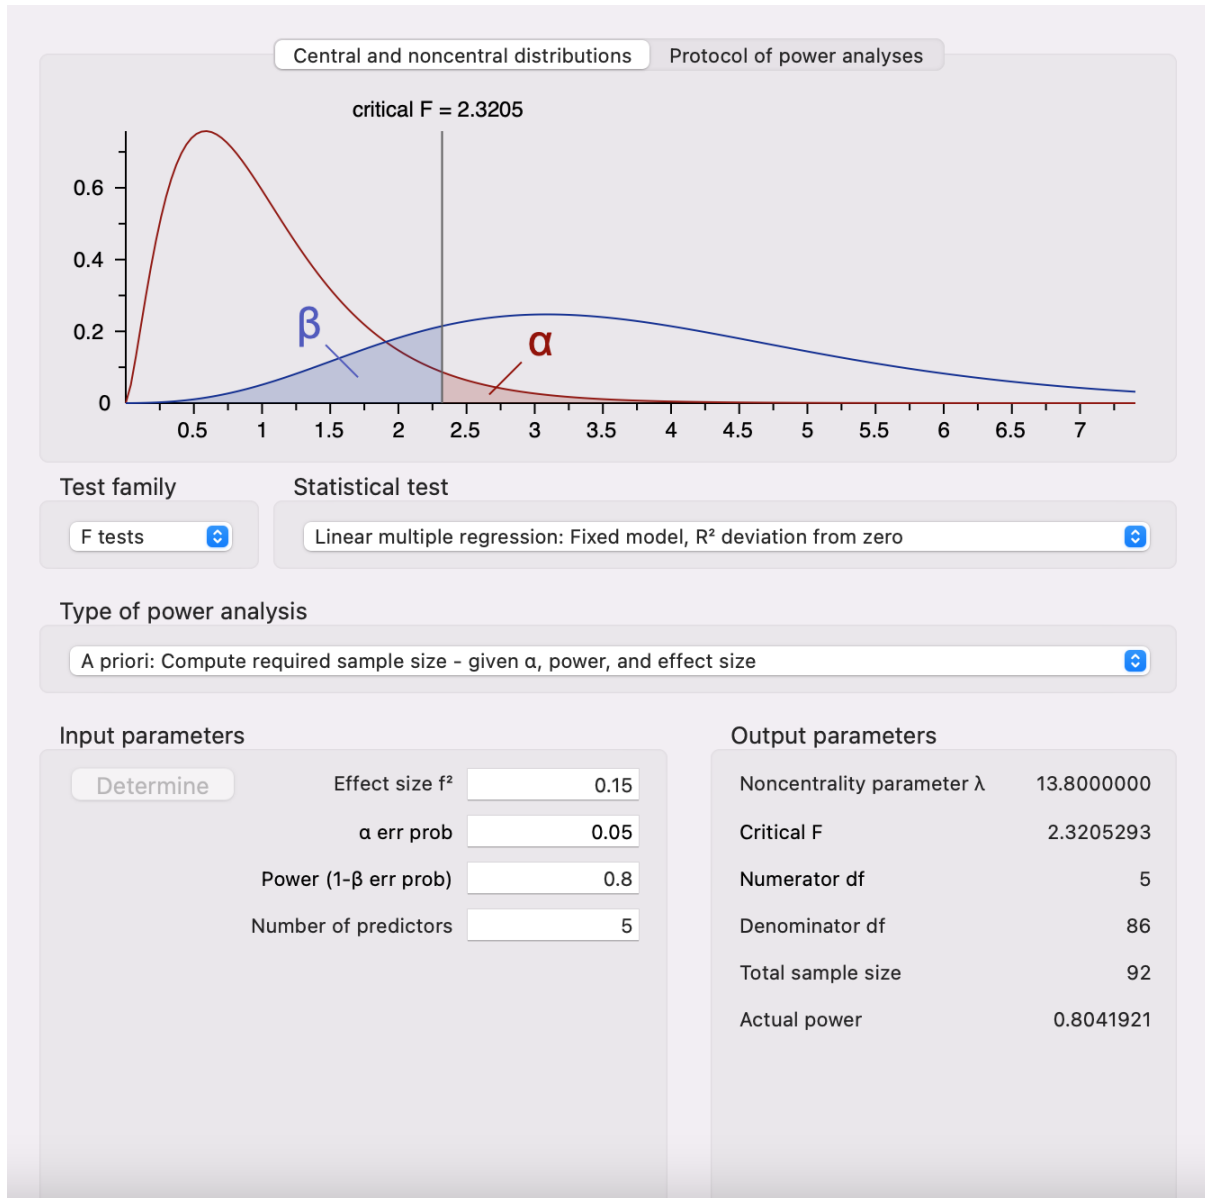 Central and noncentral distributions
Protocol of power analyses
critical F = 2.3205
0.6
0.4
β
α
0.2
0
0.5 1 1.5 2 2.5 3 3.5 4 4.5 5 5.5 6 6.5 7
Test family
Statistical test
F tests
Linear multiple regression: Fixed model, R² deviation from zero
Type of power analysis
A priori: Compute required sample size - given α, power, and effect size
Input parameters
Determine
Effect size f² 0.15
α err prob 0.05
Power (1-β err prob) 0.8
Number of predictors 5
Output parameters
Noncentrality parameter λ 13.8000000
Critical F 2.3205293
Numerator df 5
Denominator df 86
Total sample size 92
Actual power 0.8041921